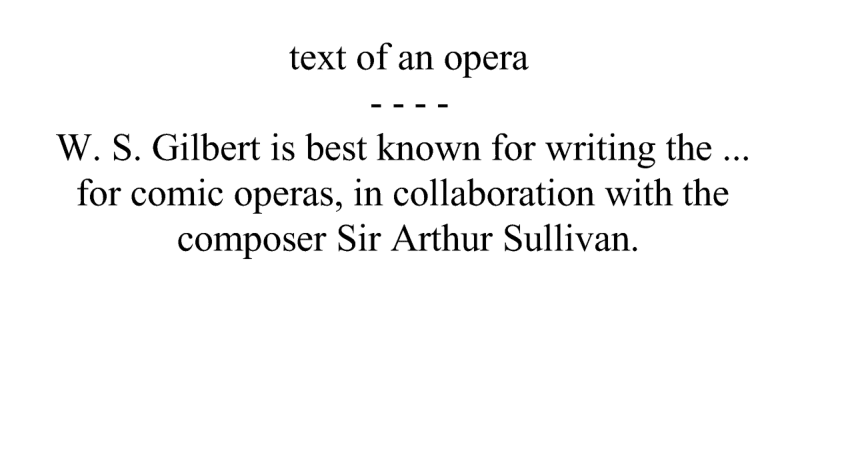 text of an opera
- - - -
W. S. Gilbert is best known for writing the ...
for comic operas, in collaboration with the
composer Sir Arthur Sullivan.